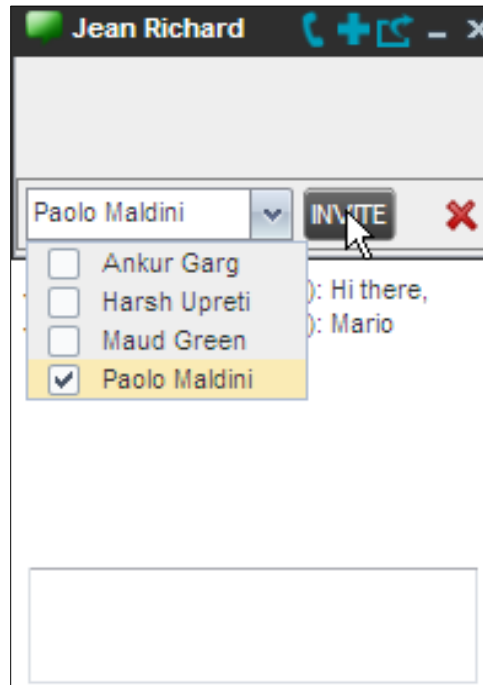 Jean Richard
Paolo Maldini INVITE
Ankur Garg
Harsh Upreti
Maud Green
Paolo Maldini
): Hi there,
): Mario